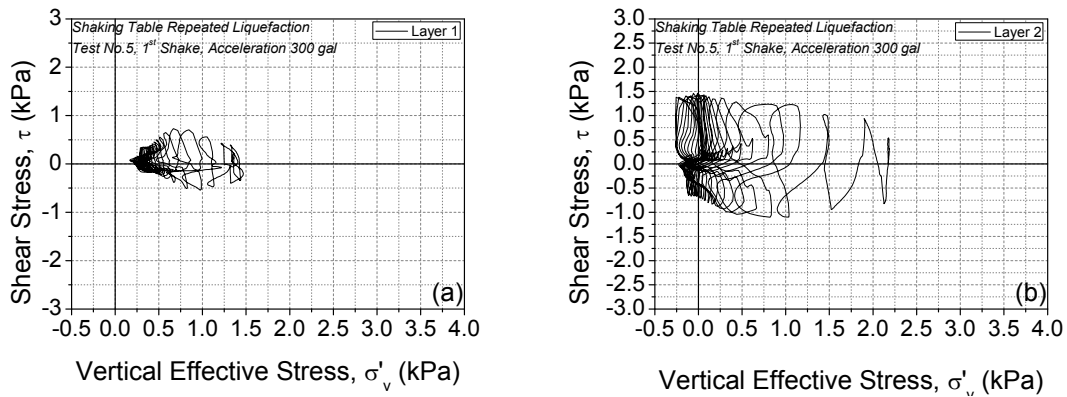 Shaking Table Repeated Liquefaction
Test No.5, 1st Shake, Acceleration 300 gal
Layer 1
3
2
1
0
-1
-2
-3
Shear Stress, τ (kPa)
(a)
-0.5 0.0 0.5 1.0 1.5 2.0 2.5 3.0 3.5 4.0
Vertical Effective Stress, σ'v (kPa)
Shaking Table Repeated Liquefaction
Test No.5, 1st Shake, Acceleration 300 gal
Layer 2
3.0
2.5
2.0
1.5
1.0
0.5
0.0
-0.5
-1.0
-1.5
-2.0
-2.5
-3.0
Shear Stress, τ (kPa)
(b)
-0.5 0.0 0.5 1.0 1.5 2.0 2.5 3.0 3.5 4.0
Vertical Effective Stress, σ'v (kPa)